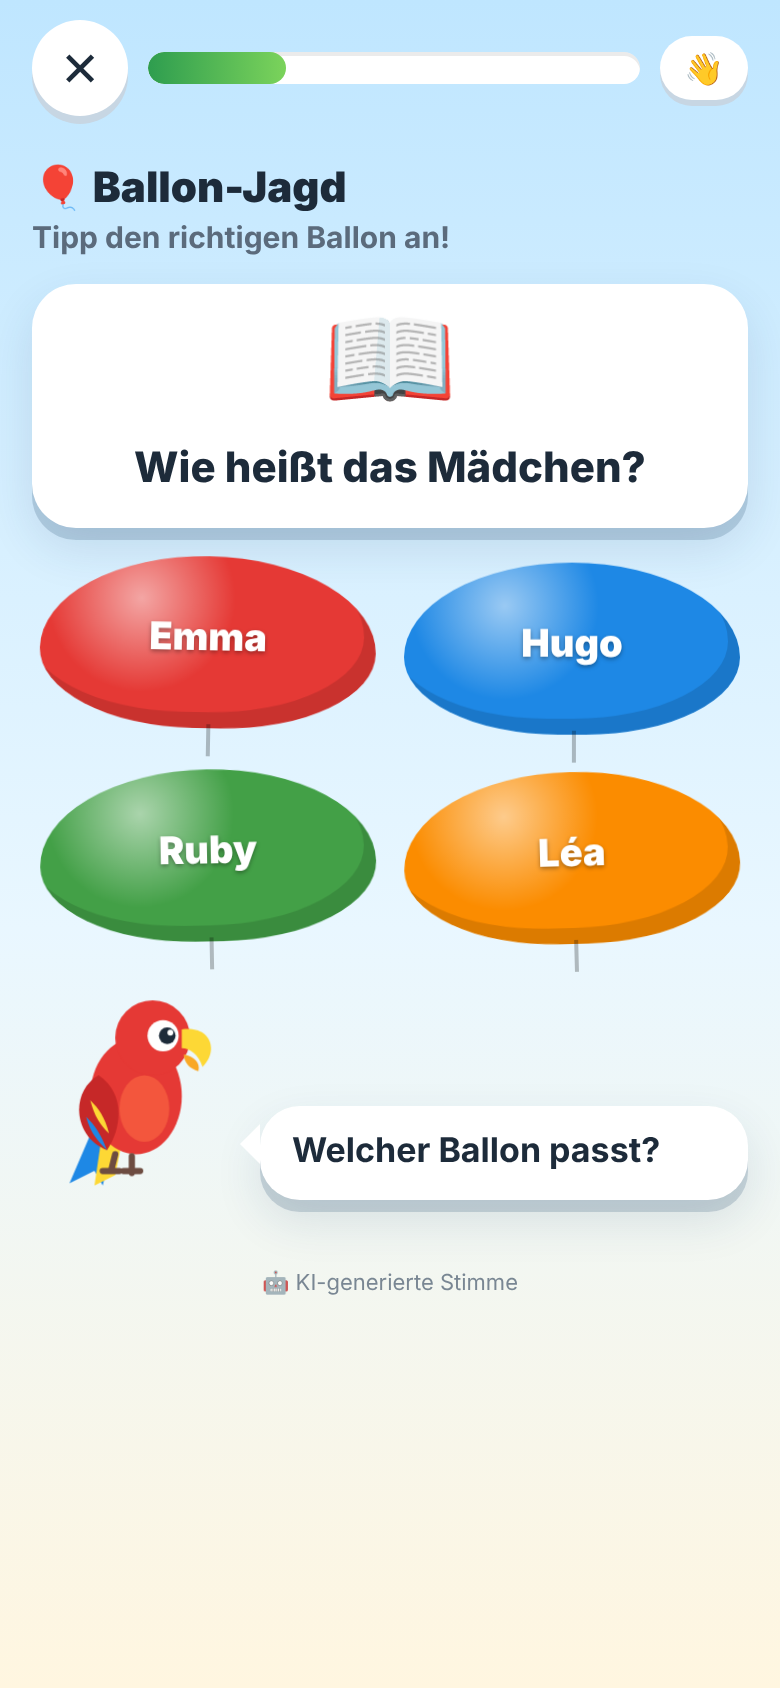 Ballon-Jagd
Tipp den richtigen Ballon an!
Wie heißt das Mädchen?
Emma
Hugo
Ruby
Léa
Welcher Ballon passt?
KI-generierte Stimme